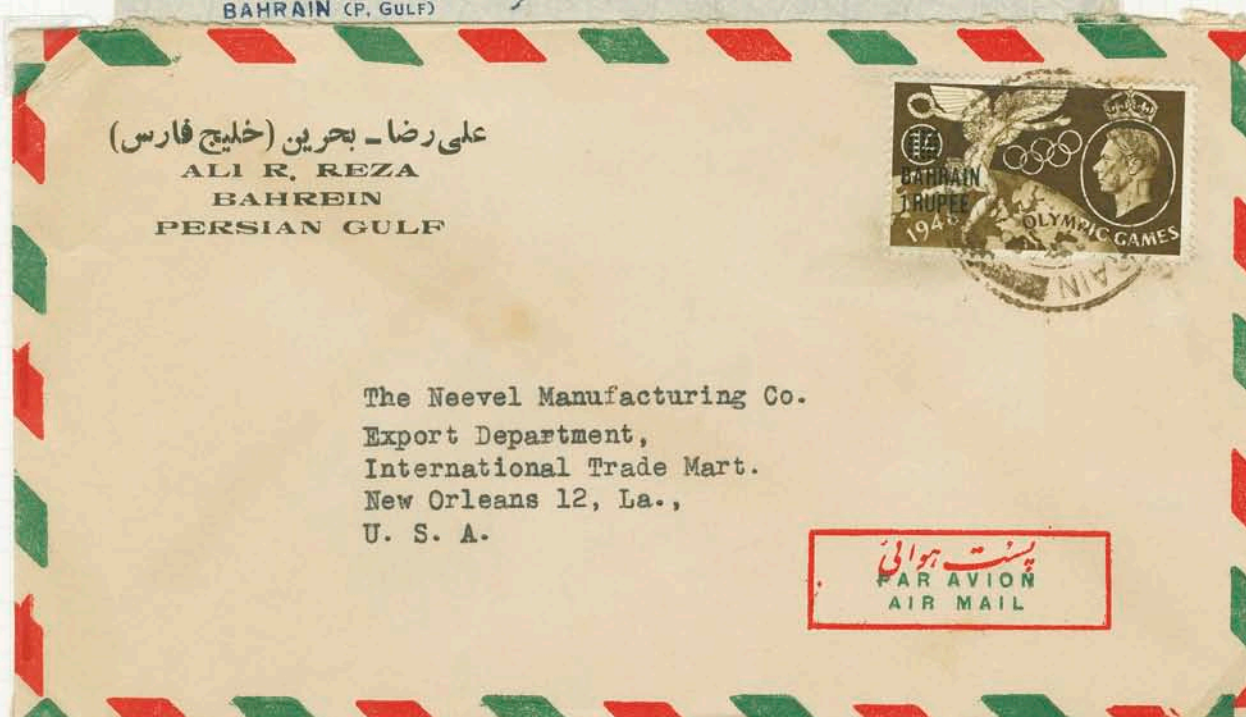 BAHRAIN (P. GULF)
علی رضا ـ بحرین (خلیج فارس)
ALI R. REZA
BAHREIN
PERSIAN GULF
BAHRAIN
1 RUPEE
1948
OLYMPIC GAMES
The Neevel Manufacturing Co.
Export Department,
International Trade Mart.
New Orleans 12, La.,
U. S. A.
پست هوائی
PAR AVION
AIR MAIL